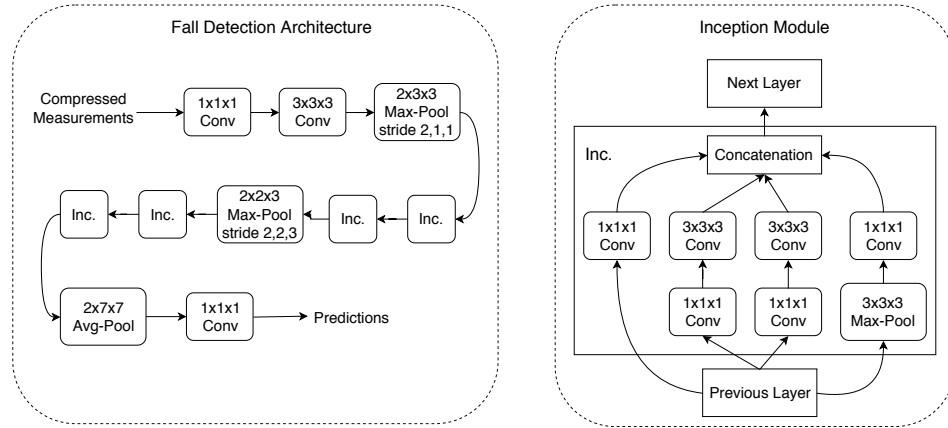 Fall Detection Architecture
Compressed
Measurements
1x1x1
Conv
3x3x3
Conv
2x3x3
Max-Pool
stride 2,1,1
Inc.
Inc.
2x2x3
Max-Pool
stride 2,2,3
Inc.
Inc.
2x7x7
Avg-Pool
1x1x1
Conv
Predictions
Inception Module
Next Layer
Inc.
Concatenation
1x1x1
Conv
3x3x3
Conv
3x3x3
Conv
1x1x1
Conv
1x1x1
Conv
1x1x1
Conv
3x3x3
Max-Pool
Previous Layer